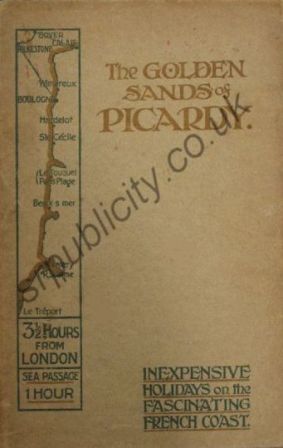 The GOLDEN
SANDS of
PICARDY.
DOVER
CALAIS
FOLKESTONE
Wimereux
BOULOGNE
Hardelot
Ste Cécile
Le Touquet
Paris Plage
Berck s mer
Le Tréport
3½ HOURS
FROM
LONDON
SEA PASSAGE
1 HOUR
INEXPENSIVE
HOLIDAYS on the
FASCINATING
FRENCH COAST.
smpublicity.co.uk